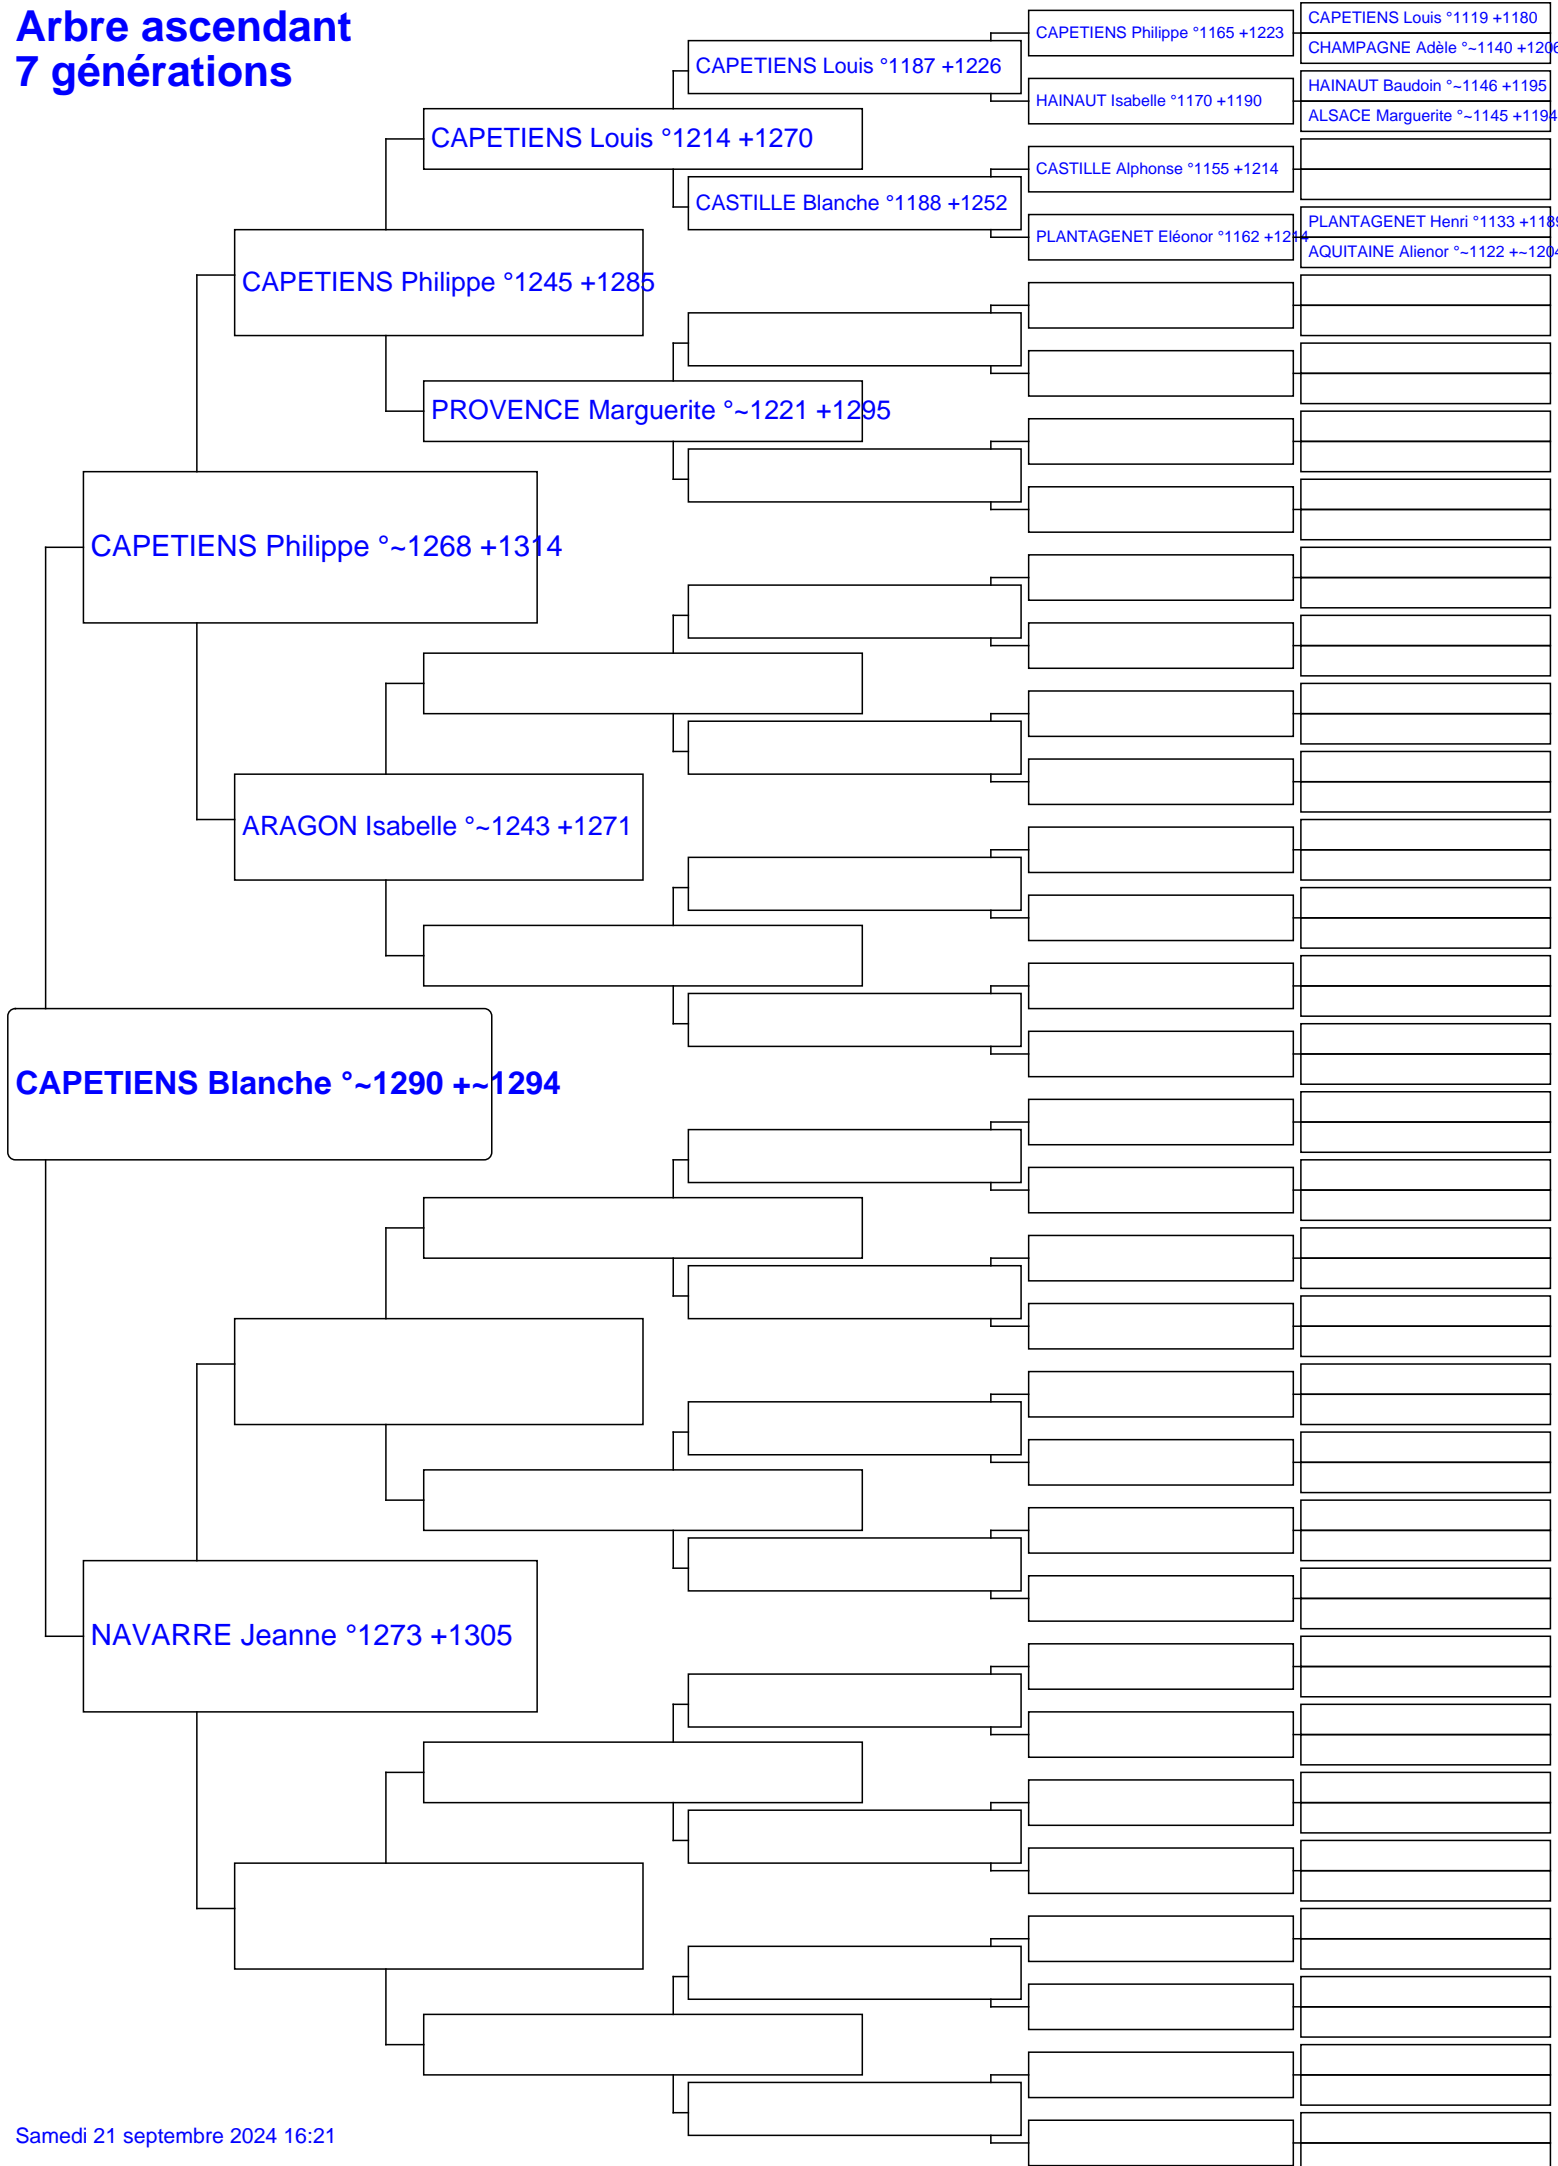 Arbre ascendant
7 générations
CAPETIENS Philippe °1165 +1223
CAPETIENS Louis °1119 +1180
CHAMPAGNE Adèle °~1140 +1206
CAPETIENS Louis °1187 +1226
HAINAUT Isabelle °1170 +1190
HAINAUT Baudoin °~1146 +1195
ALSACE Marguerite °~1145 +1194
CAPETIENS Louis °1214 +1270
CASTILLE Alphonse °1155 +1214
CASTILLE Blanche °1188 +1252
PLANTAGENET Eléonor °1162 +1214
PLANTAGENET Henri °1133 +1189
AQUITAINE Alienor °~1122 +~1204
CAPETIENS Philippe °1245 +1285
PROVENCE Marguerite °~1221 +1295
CAPETIENS Philippe °~1268 +1314
ARAGON Isabelle °~1243 +1271
CAPETIENS Blanche °~1290 +~1294
NAVARRE Jeanne °1273 +1305
Samedi 21 septembre 2024 16:21